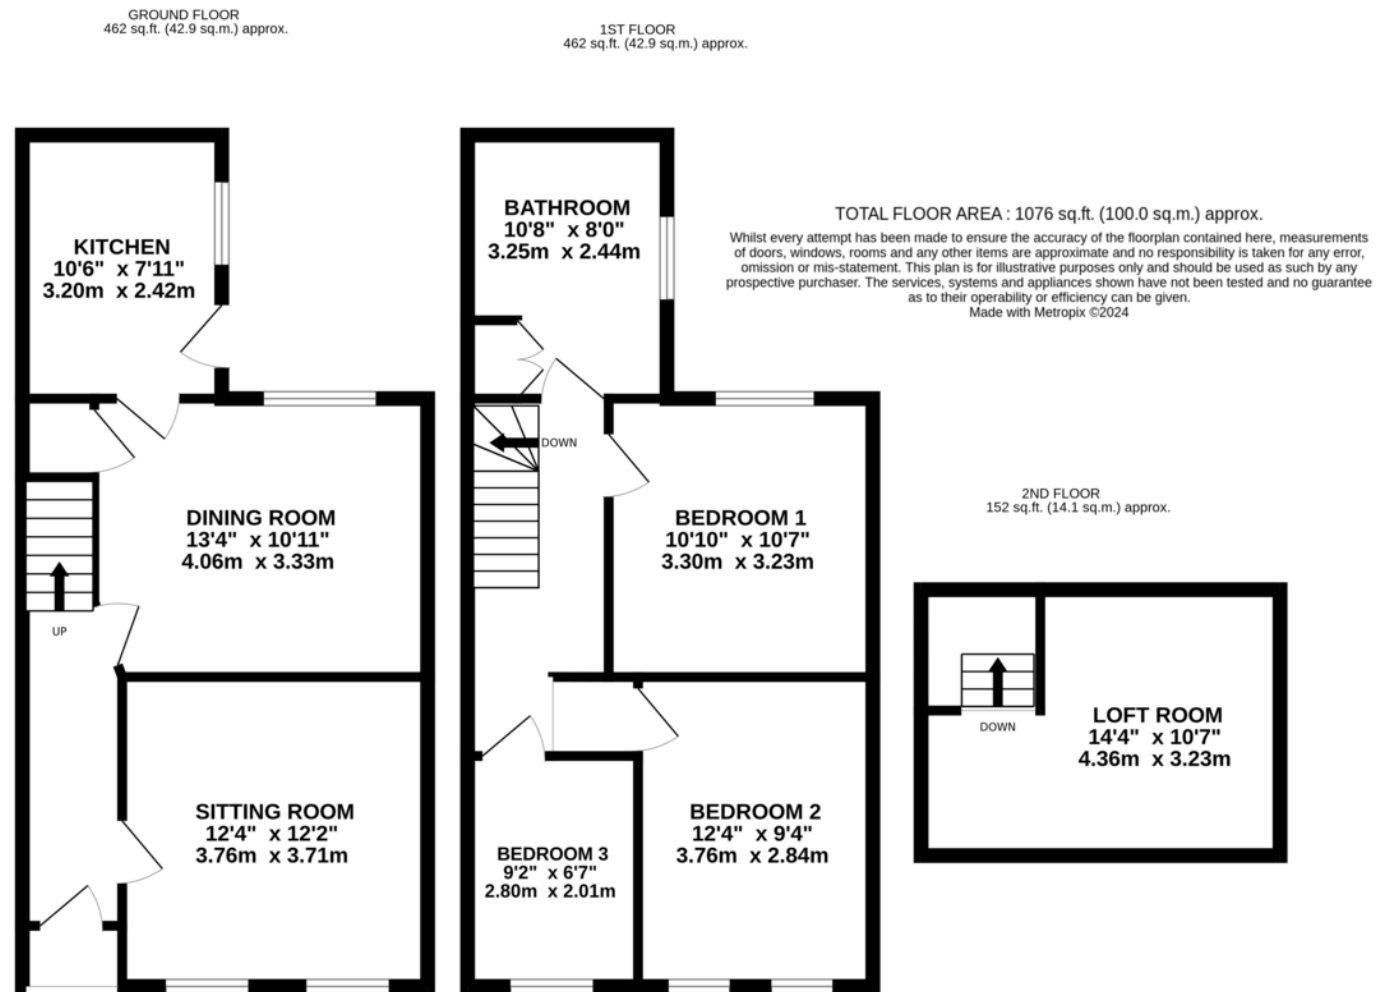 GROUND FLOOR
462 sq.ft. (42.9 sq.m.) approx.
1ST FLOOR
462 sq.ft. (42.9 sq.m.) approx.
KITCHEN
10'6" x 7'11"
3.20m x 2.42m
DINING ROOM
13'4" x 10'11"
4.06m x 3.33m
UP
SITTING ROOM
12'4" x 12'2"
3.76m x 3.71m
BATHROOM
10'8" x 8'0"
3.25m x 2.44m
DOWN
BEDROOM 1
10'10" x 10'7"
3.30m x 3.23m
BEDROOM 2
12'4" x 9'4"
3.76m x 2.84m
BEDROOM 3
9'2" x 6'7"
2.80m x 2.01m
TOTAL FLOOR AREA : 1076 sq.ft. (100.0 sq.m.) approx.
Whilst every attempt has been made to ensure the accuracy of the floorplan contained here, measurements
of doors, windows, rooms and any other items are approximate and no responsibility is taken for any error,
omission or mis-statement. This plan is for illustrative purposes only and should be used as such by any
prospective purchaser. The services, systems and appliances shown have not been tested and no guarantee
as to their operability or efficiency can be given.
Made with Metropix ©2024
2ND FLOOR
152 sq.ft. (14.1 sq.m.) approx.
DOWN
LOFT ROOM
14'4" x 10'7"
4.36m x 3.23m